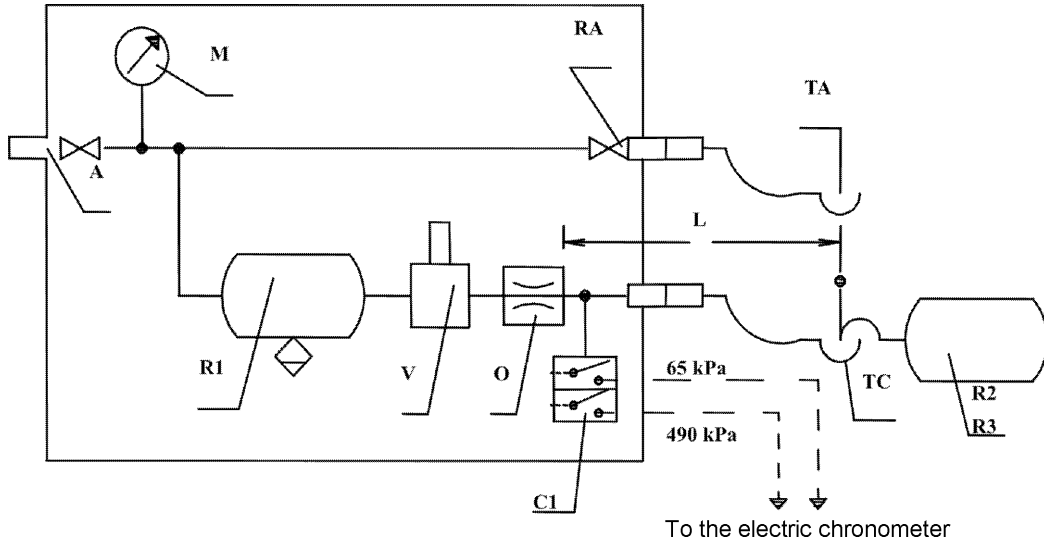 M
RA
TA
A
L
R1
V
O
65 kPa
TC
R2
R3
490 kPa
C1
To the electric chronometer